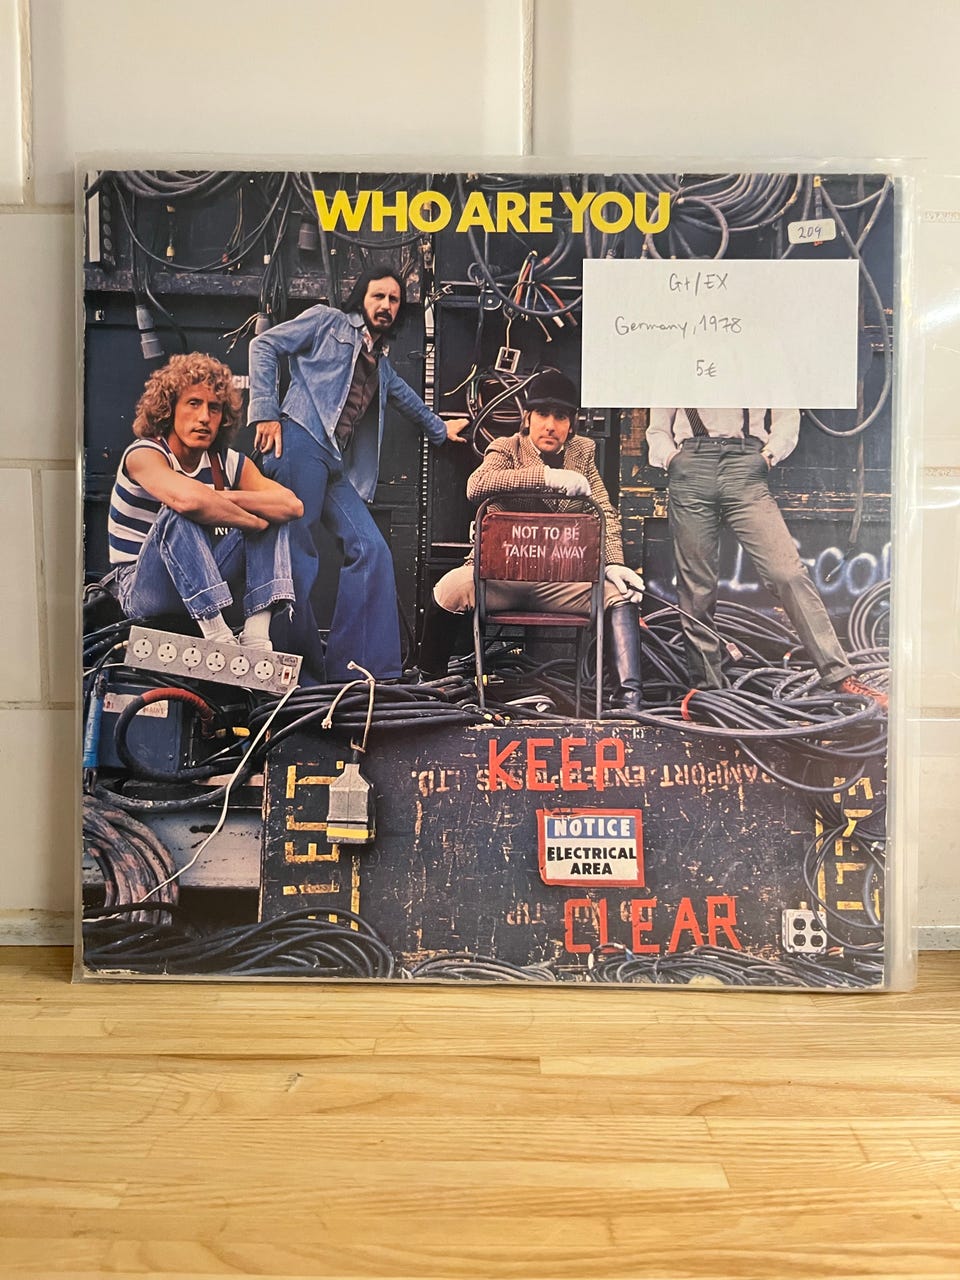 WHO ARE YOU
209
G+/EX
Germany, 1978
5€
NOT TO BE
TAKEN AWAY
KEEP
NOTICE
ELECTRICAL
AREA
CLEAR